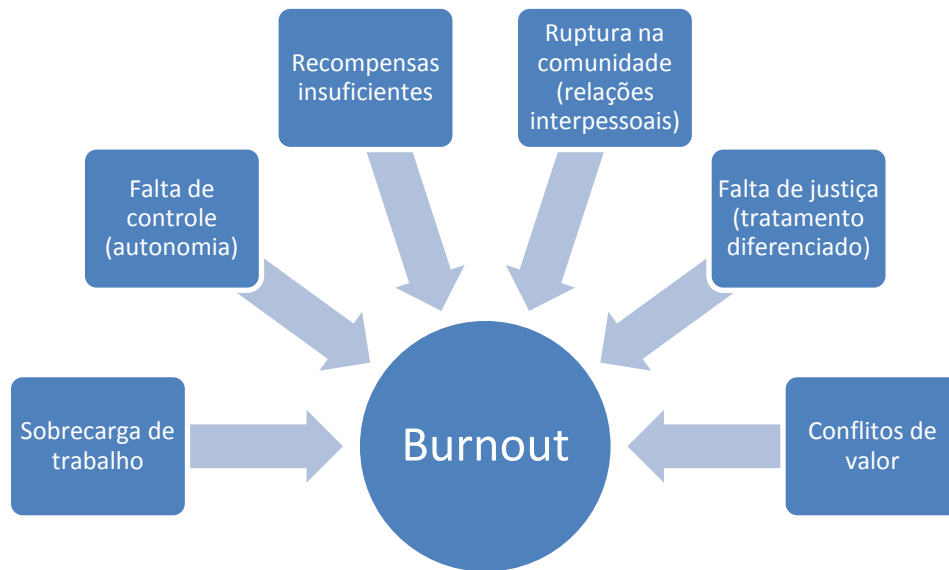 Recompensas
insuficientes
Ruptura na
comunidade
(relações
interpessoais)
Falta de
controle
(autonomia)
Falta de justiça
(tratamento
diferenciado)
Sobrecarga de
trabalho
Burnout
Conflitos de
valor